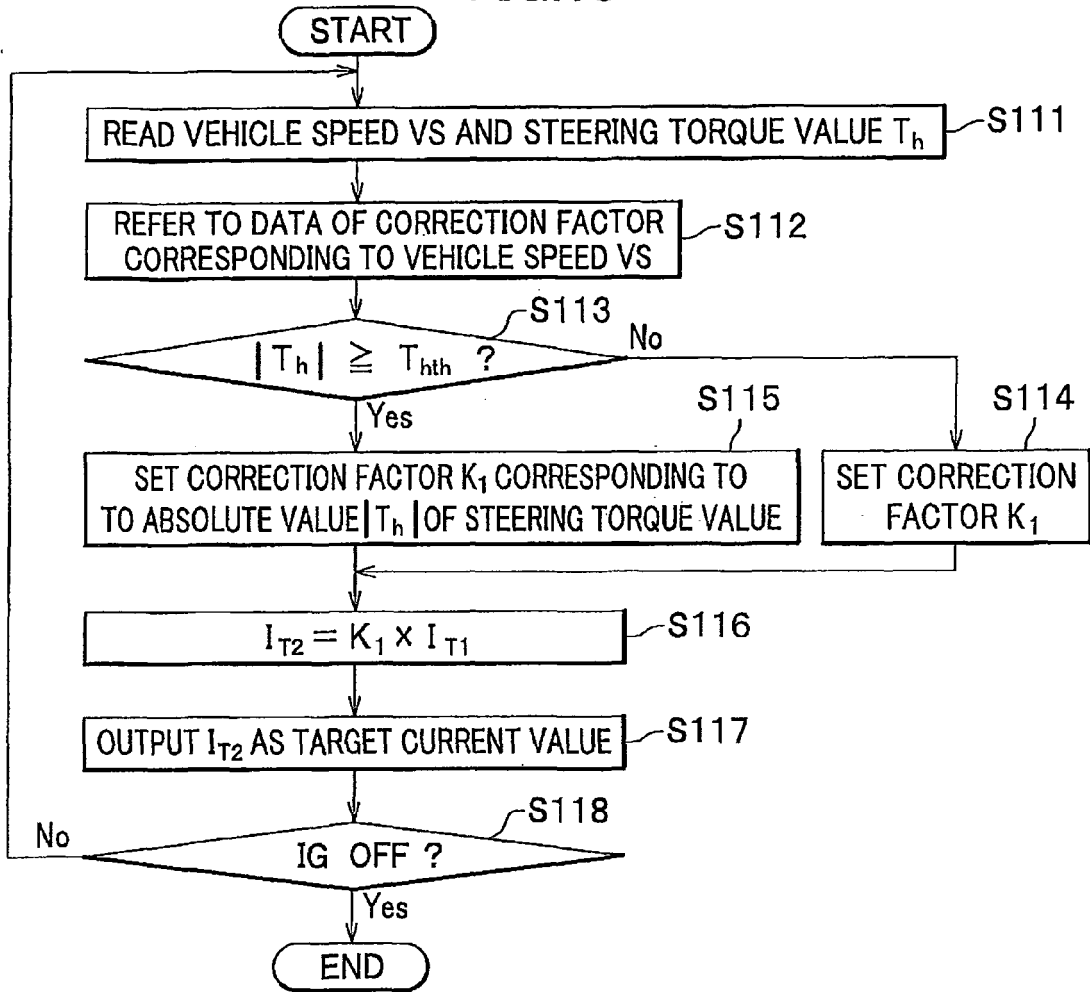 START
READ VEHICLE SPEED VS AND STEERING TORQUE VALUE Th
S111
REFER TO DATA OF CORRECTION FACTOR
CORRESPONDING TO VEHICLE SPEED VS
S112
S113
|Th| ≧ Thth ?
No
Yes
S115
SET CORRECTION FACTOR K1 CORRESPONDING TO
TO ABSOLUTE VALUE |Th| OF STEERING TORQUE VALUE
S114
SET CORRECTION
FACTOR K1
IT2 = K1 x IT1
S116
OUTPUT IT2 AS TARGET CURRENT VALUE
S117
S118
IG OFF ?
No
Yes
END